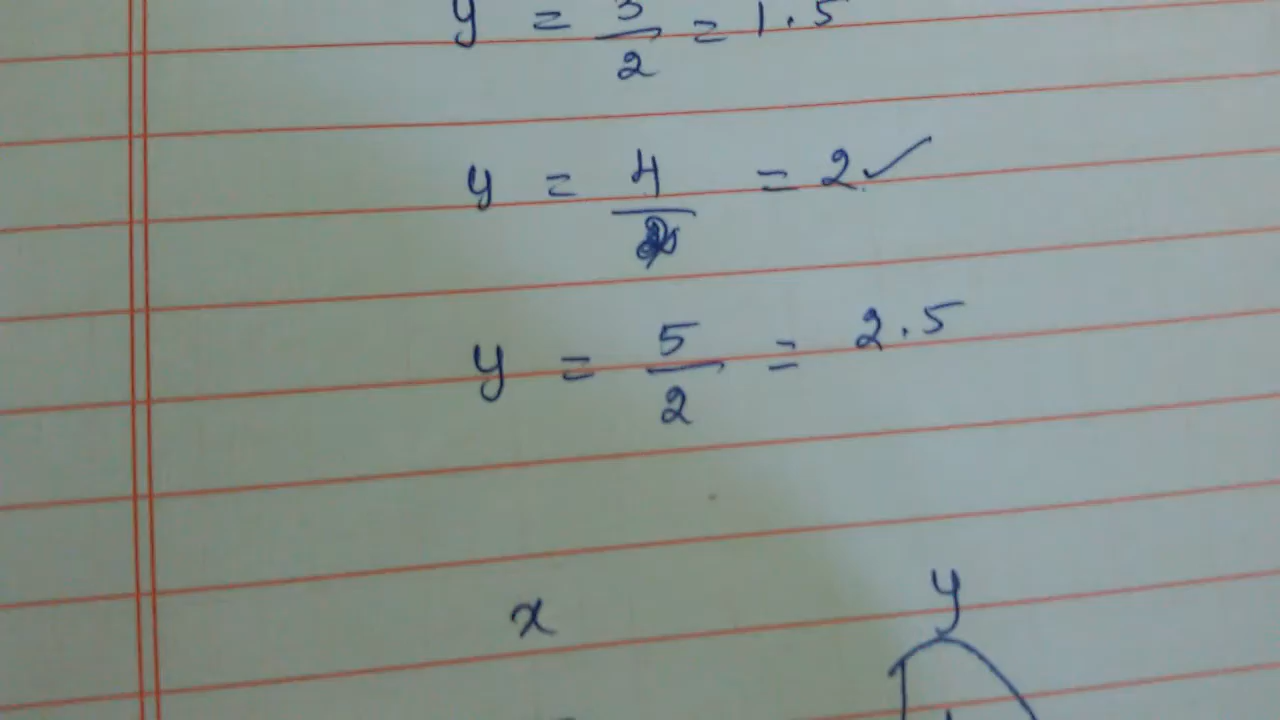 y = 3/2 = 1.5
y = 4/2 = 2 ✓
y = 5/2 = 2.5
x y